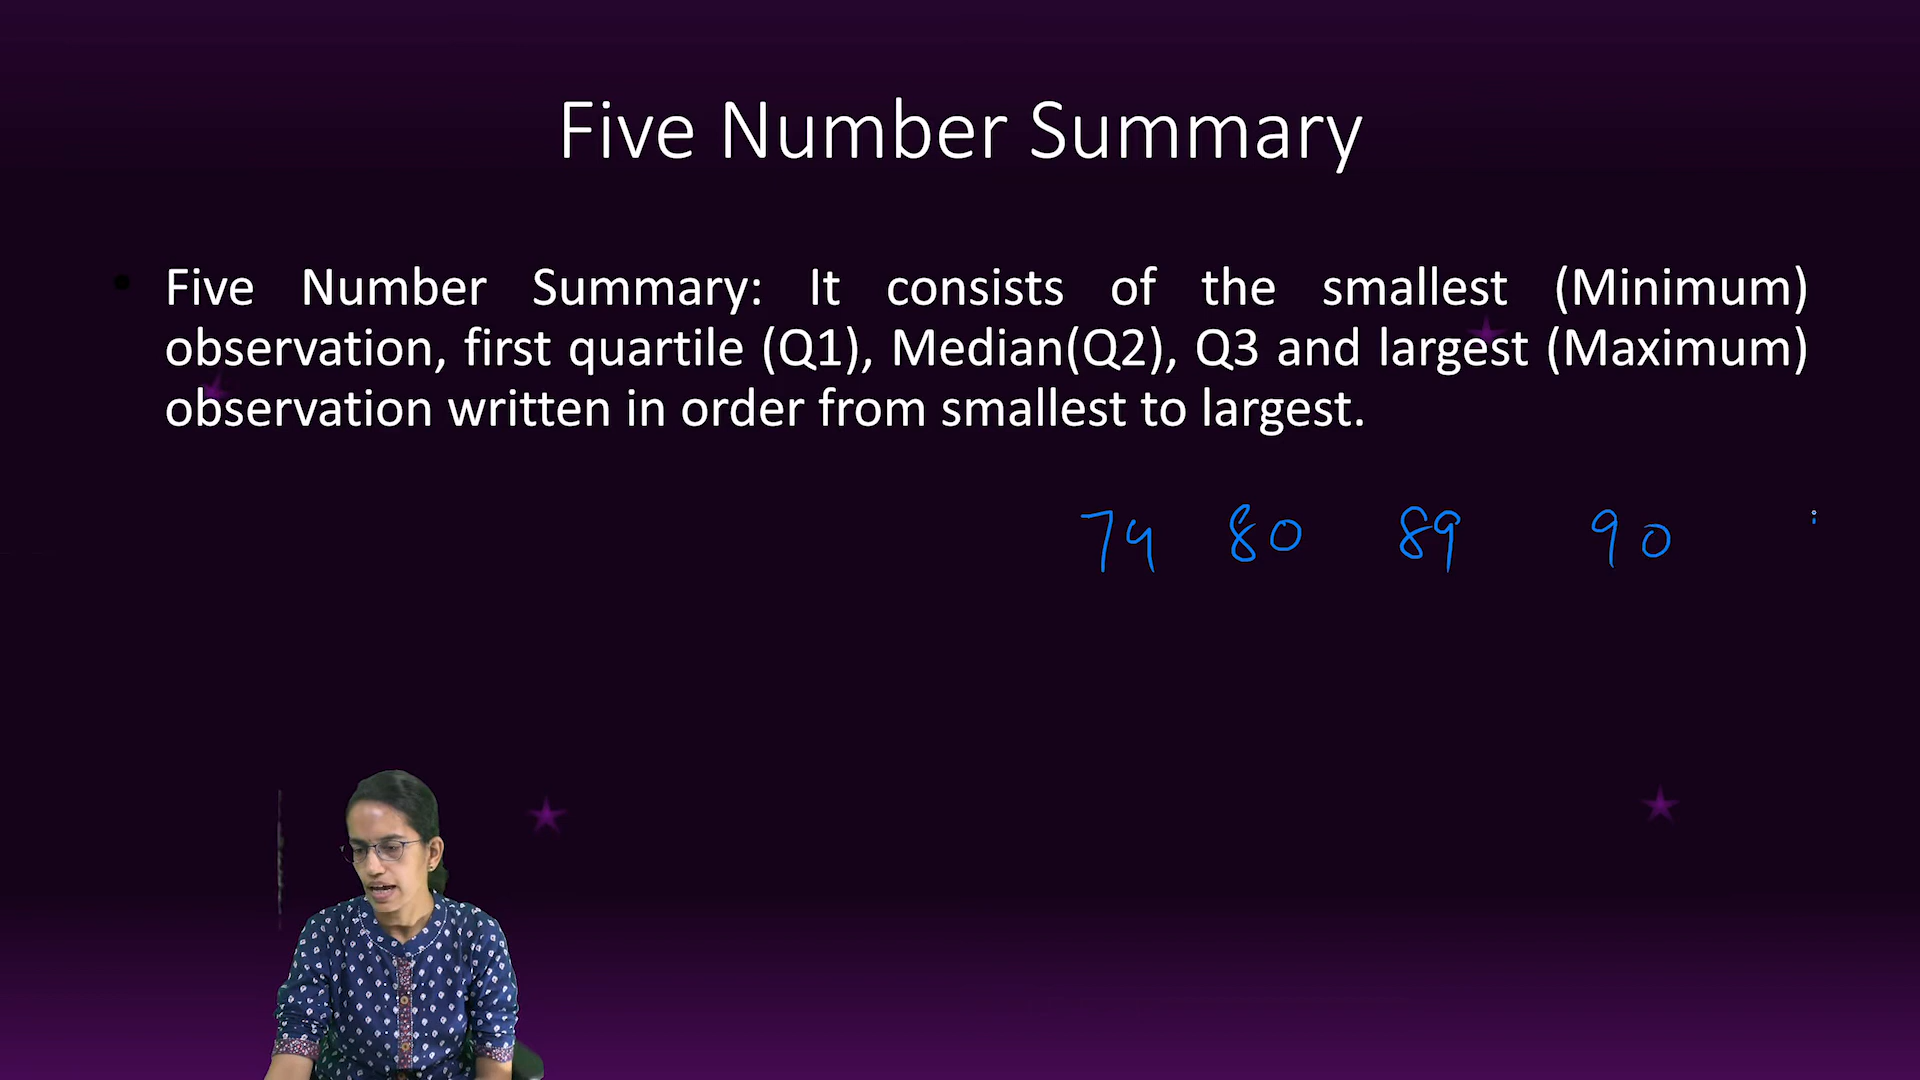 Five Number Summary
Five Number Summary: It consists of the smallest (Minimum)
observation, first quartile (Q1), Median(Q2), Q3 and largest (Maximum)
observation written in order from smallest to largest.
74 80 89 90